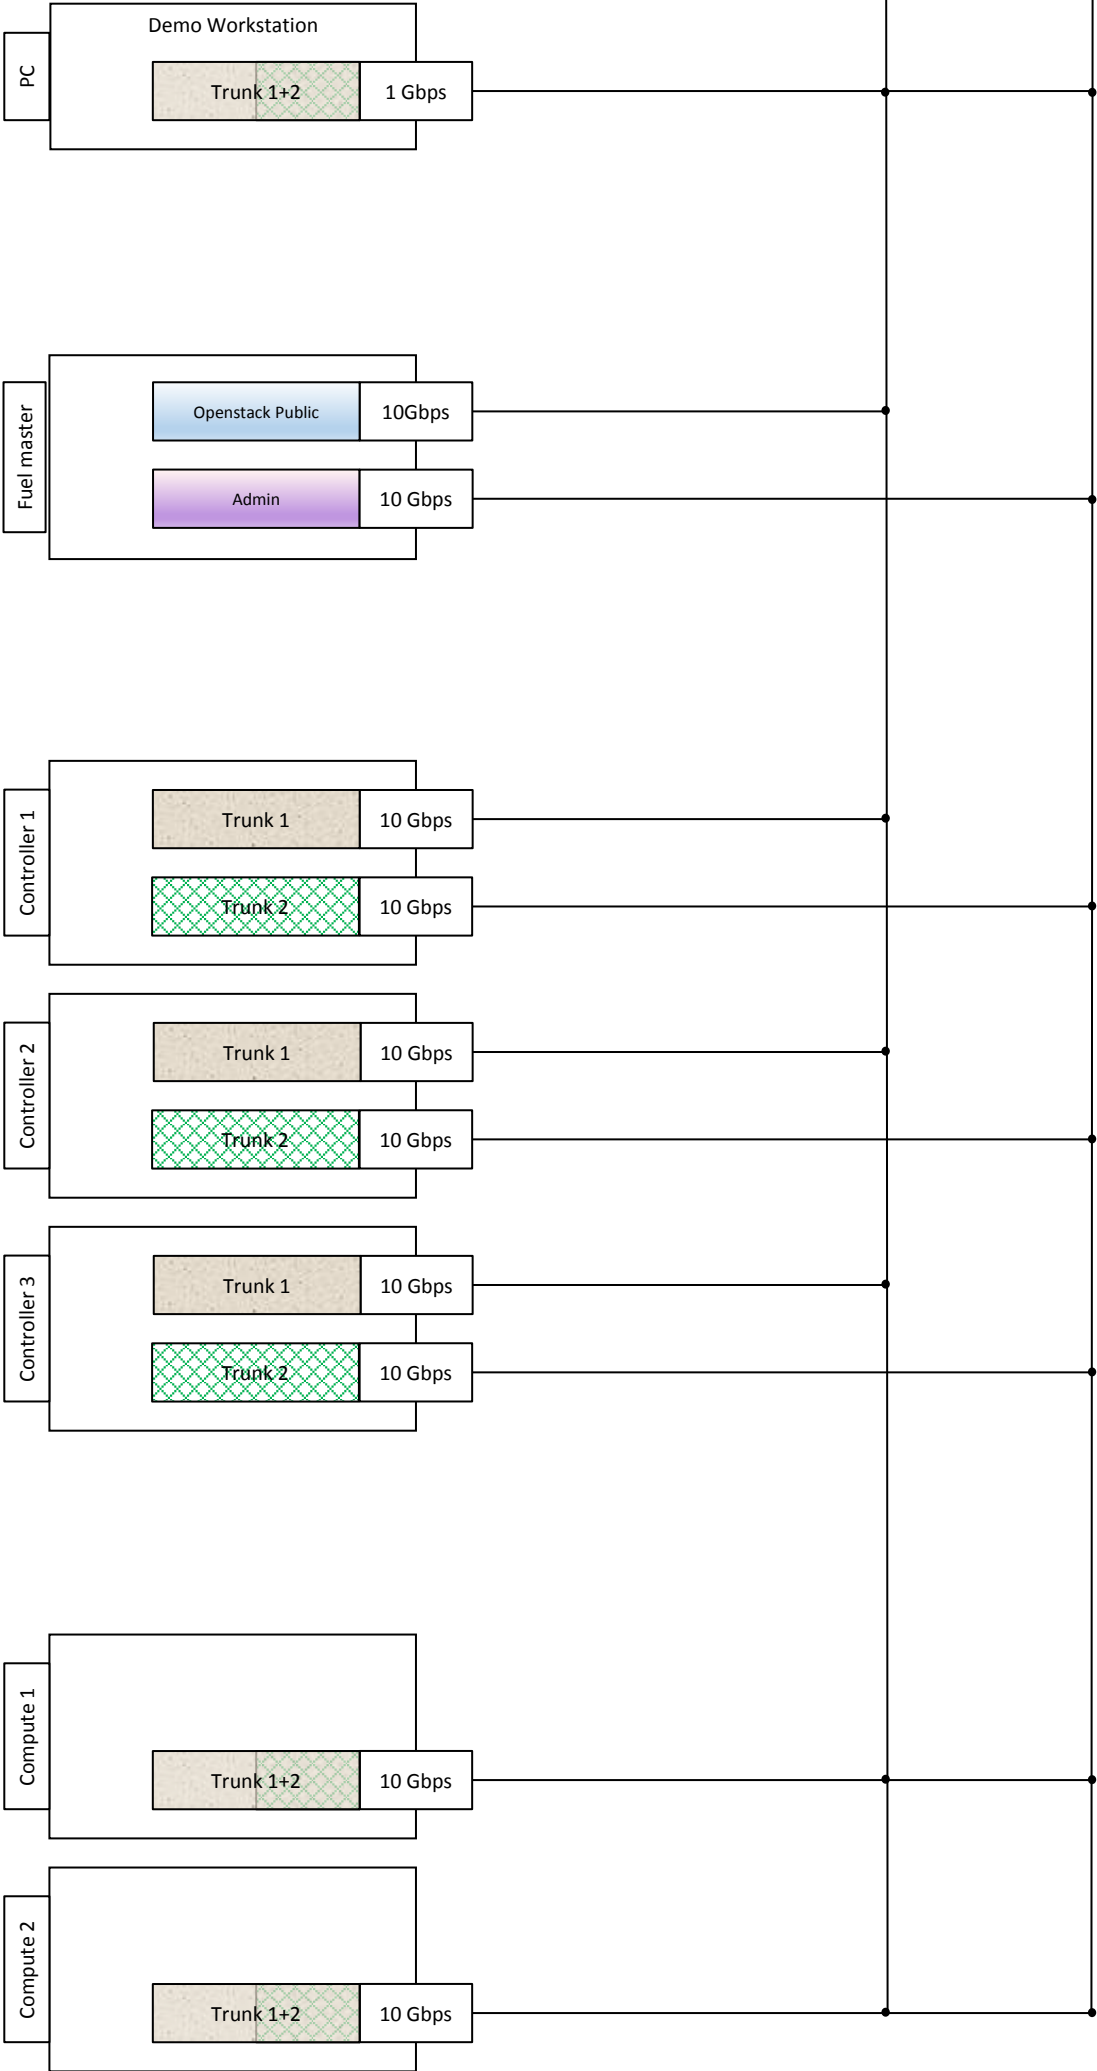 Demo Workstation
PC
Trunk 1+2
1 Gbps
Fuel master
Openstack Public
10Gbps
Admin
10 Gbps
Controller 1
Trunk 1
10 Gbps
Trunk 2
10 Gbps
Controller 2
Trunk 1
10 Gbps
Trunk 2
10 Gbps
Controller 3
Trunk 1
10 Gbps
Trunk 2
10 Gbps
Compute 1
Trunk 1+2
10 Gbps
Compute 2
Trunk 1+2
10 Gbps